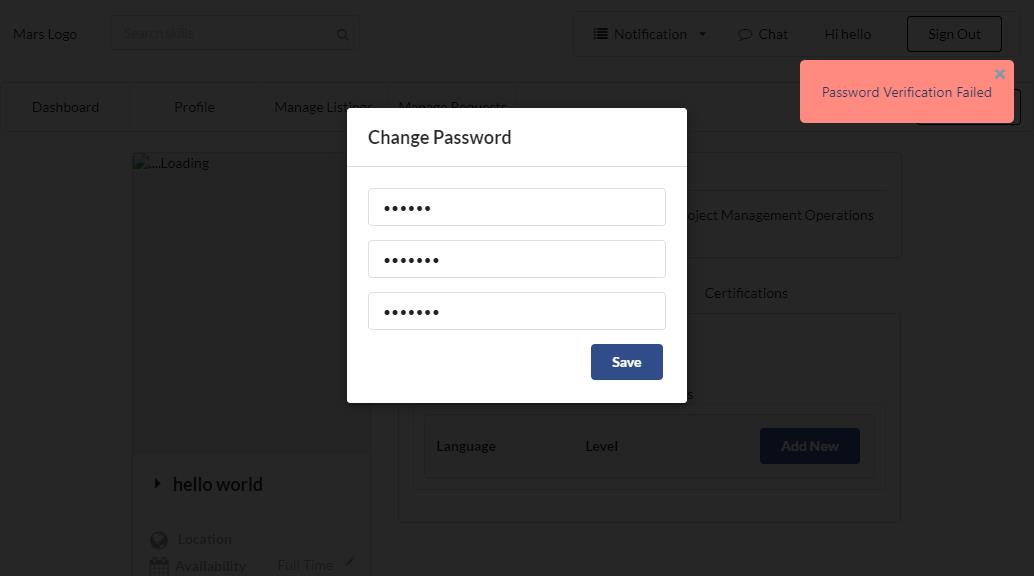 Mars Logo
Search skills
Notification
Chat
Hi hello
Sign Out
Password Verification Failed
Dashboard
Profile
Manage Listings
Manage Requests
Change Password
••••••
•••••••
•••••••
Save
....Loading
oject Management Operations
Certifications
s
Language
Level
Add New
hello world
Location
Availability
Full Time